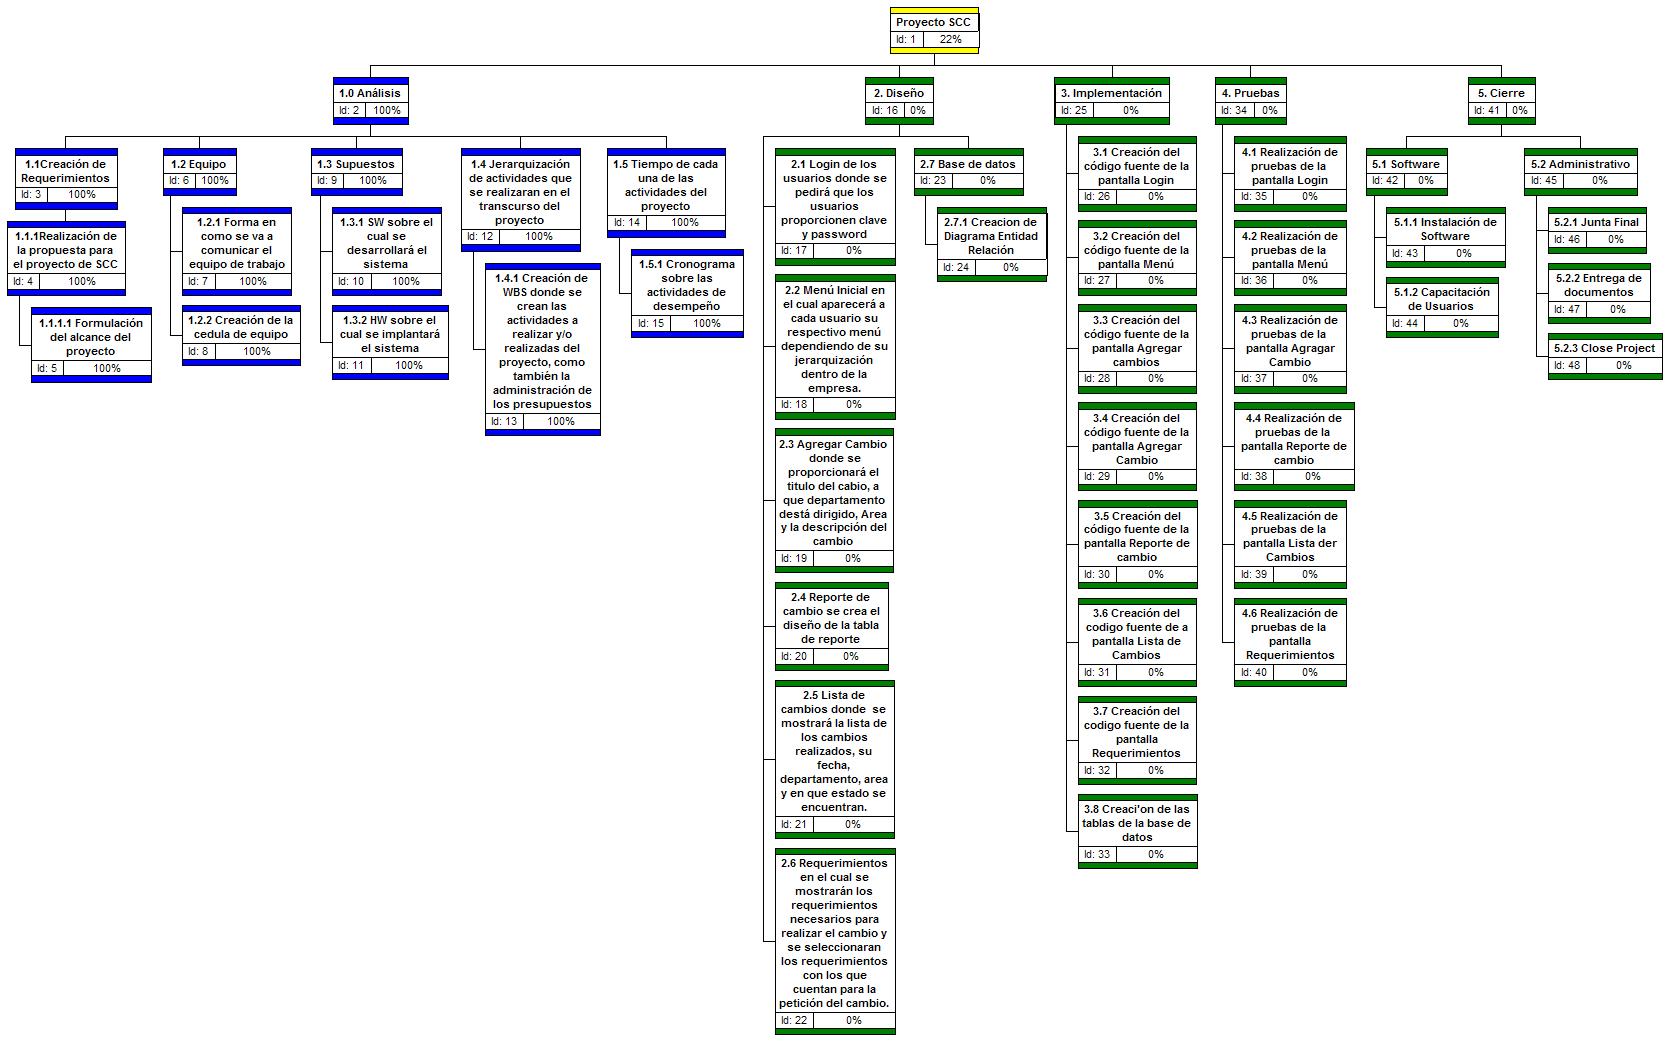 Proyecto SCC
Id: 1 22%
1.0 Análisis
Id: 2 100%
1.1Creación de
Requerimientos
Id: 3 100%
1.1.1Realización de
la propuesta para
el proyecto de SCC
Id: 4 100%
1.1.1.1 Formulación
del alcance del
proyecto
Id: 5 100%
1.2 Equipo
Id: 6 100%
1.2.1 Forma en
como se va a
comunicar el
equipo de trabajo
Id: 7 100%
1.2.2 Creación de la
cedula de equipo
Id: 8 100%
1.3 Supuestos
Id: 9 100%
1.3.1 SW sobre el
cual se
desarrollará el
sistema
Id: 10 100%
1.3.2 HW sobre el
cual se implantará
el sistema
Id: 11 100%
1.4 Jerarquización
de actividades que
se realizaran en el
transcurso del
proyecto
Id: 12 100%
1.4.1 Creación de
WBS donde se
crean las
actividades a
realizar y/o
realizadas del
proyecto, como
también la
administración de
los presupuestos
Id: 13 100%
1.5 Tiempo de cada
una de las
actividades del
proyecto
Id: 14 100%
1.5.1 Cronograma
sobre las
actividades de
desempeño
Id: 15 100%
2. Diseño
Id: 16 0%
2.1 Login de los
usuarios donde se
pedirá que los
usuarios
proporcionen clave
y password
Id: 17 0%
2.2 Menú Inicial en
el cual aparecerá a
cada usuario su
respectivo menú
dependiendo de su
jerarquización
dentro de la
empresa.
Id: 18 0%
2.3 Agregar Cambio
donde se
proporcionará el
titulo del cabio, a
que departamento
destá dirigido, Area
y la descripción del
cambio
Id: 19 0%
2.4 Reporte de
cambio se crea el
diseño de la tabla
de reporte
Id: 20 0%
2.5 Lista de
cambios donde  se
mostrará la lista de
los cambios
realizados, su
fecha,
departamento, area
y en que estado se
encuentran.
Id: 21 0%
2.6 Requerimientos
en el cual se
mostrarán los
requerimientos
necesarios para
realizar el cambio y
se seleccionaran
los requerimientos
con los que
cuentan para la
petición del cambio.
Id: 22 0%
2.7 Base de datos
Id: 23 0%
2.7.1 Creacion de
Diagrama Entidad
Relación
Id: 24 0%
3. Implementación
Id: 25 0%
3.1 Creación del
código fuente de la
pantalla Login
Id: 26 0%
3.2 Creación del
código fuente de la
pantalla Menú
Id: 27 0%
3.3 Creación del
código fuente de la
pantalla Agregar
cambios
Id: 28 0%
3.4 Creación del
código fuente de la
pantalla Agregar
Cambio
Id: 29 0%
3.5 Creación del
código fuente de la
pantalla Reporte de
cambio
Id: 30 0%
3.6 Creación del
codigo fuente de a
pantalla Lista de
Cambios
Id: 31 0%
3.7 Creación del
codigo fuente de la
pantalla
Requerimientos
Id: 32 0%
3.8 Creaci'on de las
tablas de la base de
datos
Id: 33 0%
4. Pruebas
Id: 34 0%
4.1 Realización de
pruebas de la
pantalla Login
Id: 35 0%
4.2 Realización de
pruebas de la
pantalla Menú
Id: 36 0%
4.3 Realización de
pruebas de la
pantalla Agragar
Cambio
Id: 37 0%
4.4 Realización de
pruebas de la
pantalla Reporte de
cambio
Id: 38 0%
4.5 Realización de
pruebas de la
pantalla Lista der
Cambios
Id: 39 0%
4.6 Realización de
pruebas de la
pantalla
Requerimientos
Id: 40 0%
5. Cierre
Id: 41 0%
5.1 Software
Id: 42 0%
5.1.1 Instalación de
Software
Id: 43 0%
5.1.2 Capacitación
de Usuarios
Id: 44 0%
5.2 Administrativo
Id: 45 0%
5.2.1 Junta Final
Id: 46 0%
5.2.2 Entrega de
documentos
Id: 47 0%
5.2.3 Close Project
Id: 48 0%